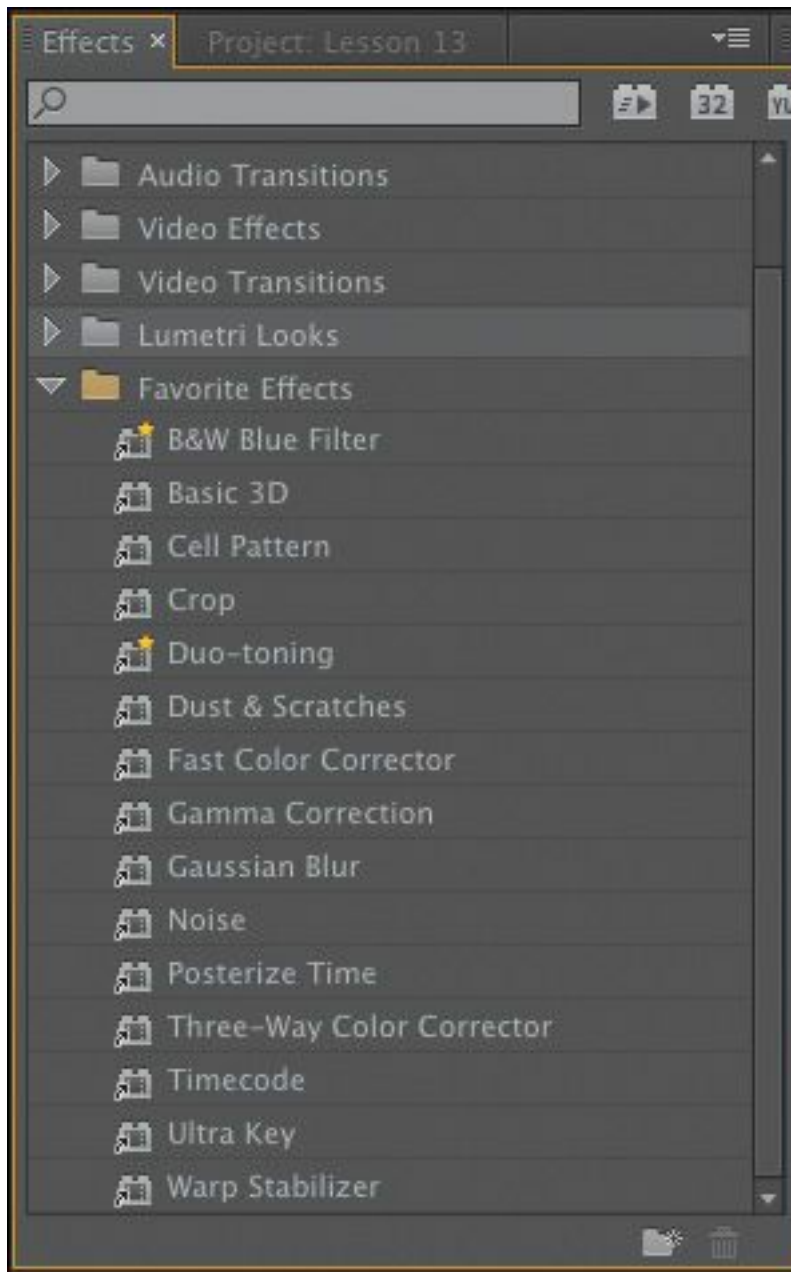 Effects × Project: Lesson 13
32 YU
Audio Transitions
Video Effects
Video Transitions
Lumetri Looks
Favorite Effects
B&W Blue Filter
Basic 3D
Cell Pattern
Crop
Duo-toning
Dust & Scratches
Fast Color Corrector
Gamma Correction
Gaussian Blur
Noise
Posterize Time
Three-Way Color Corrector
Timecode
Ultra Key
Warp Stabilizer